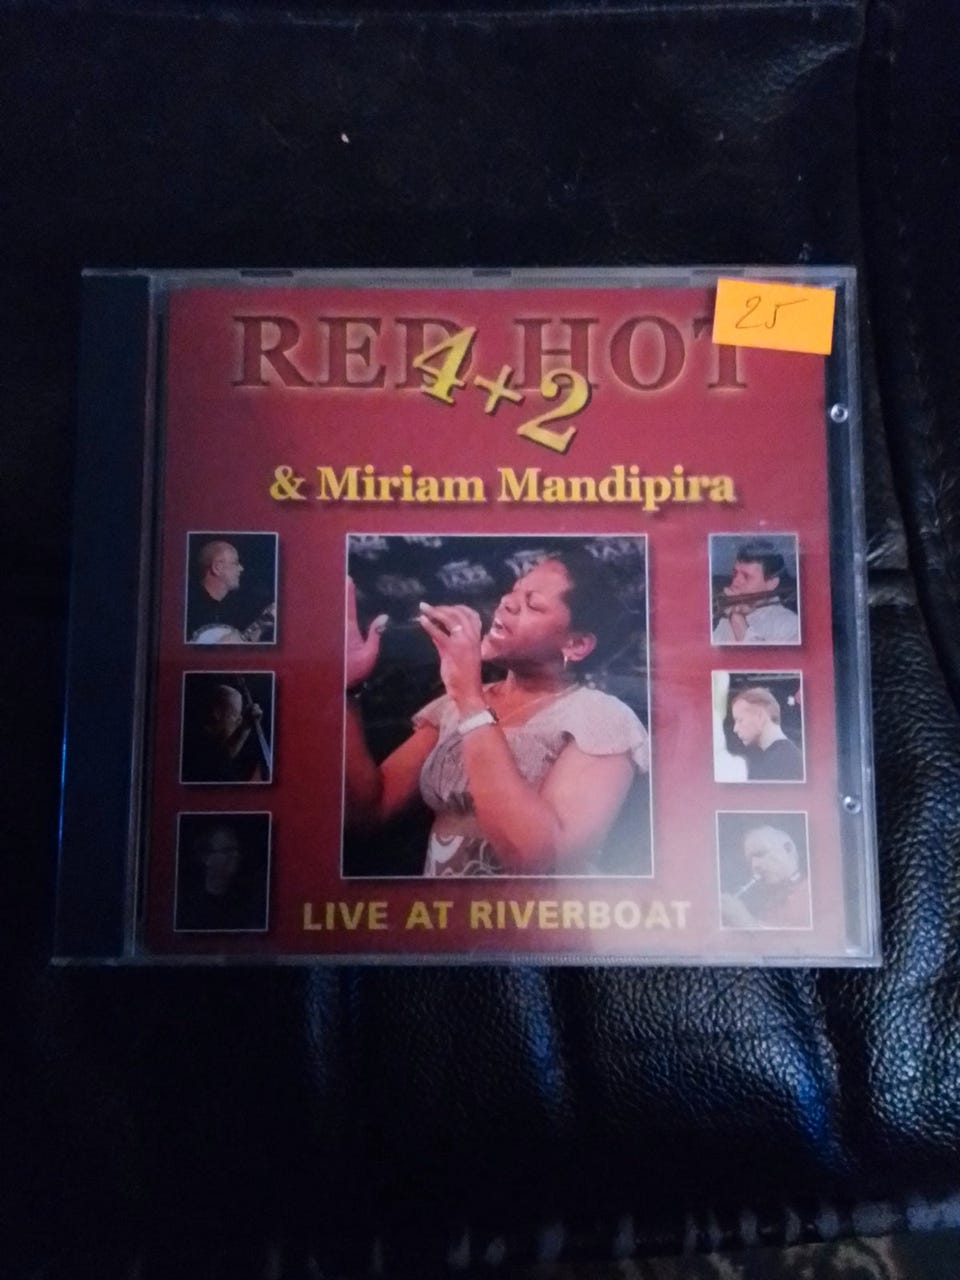 RED HOT
4+2
25
& Miriam Mandipira
LIVE AT RIVERBOAT